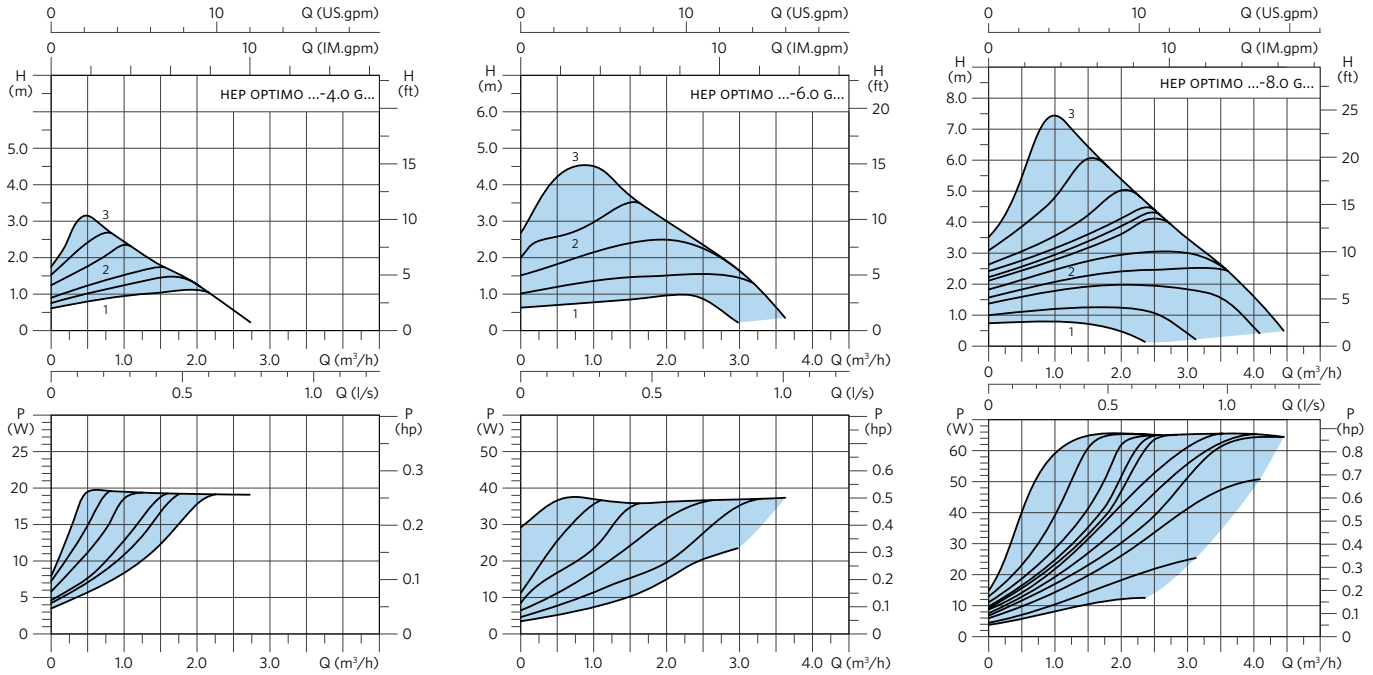 0 10 Q (US.gpm)
0 10 Q (IM.gpm)
H (m) H (ft)
HEP OPTIMO ...-4.0 G...
5.0 15
4.0
3.0 3 10
2.0 2 5
1.0 1
0 0
0 1.0 2.0 3.0 Q (m³/h)
0 0.5 1.0 Q (l/s)
P (W) P (hp)
25 0.3
20
15 0.2
10 0.1
5
0 0
0 1.0 2.0 3.0 Q (m³/h)
0 10 Q (US.gpm)
0 10 Q (IM.gpm)
H (m) H (ft)
HEP OPTIMO ...-6.0 G...
6.0 20
5.0 15
4.0 3
3.0 10
2.0 2 5
1.0 1
0 0
0 1.0 2.0 3.0 4.0 Q (m³/h)
0 0.5 1.0 Q (l/s)
P (W) P (hp)
50 0.6
40 0.5
30 0.4
20 0.3
0.2
10 0.1
0 0
0 1.0 2.0 3.0 4.0 Q (m³/h)
0 10 Q (US.gpm)
0 10 Q (IM.gpm)
H (m) H (ft)
HEP OPTIMO ...-8.0 G...
8.0 25
7.0 3
6.0 20
5.0 15
4.0
3.0 10
2.0 2 5
1.0 1
0 0
0 1.0 2.0 3.0 4.0 Q (m³/h)
0 0.5 1.0 Q (l/s)
P (W) P (hp)
60 0.8
50 0.7
0.6
40 0.5
30 0.4
0.3
20 0.2
10 0.1
0 0
0 1.0 2.0 3.0 4.0 Q (m³/h)